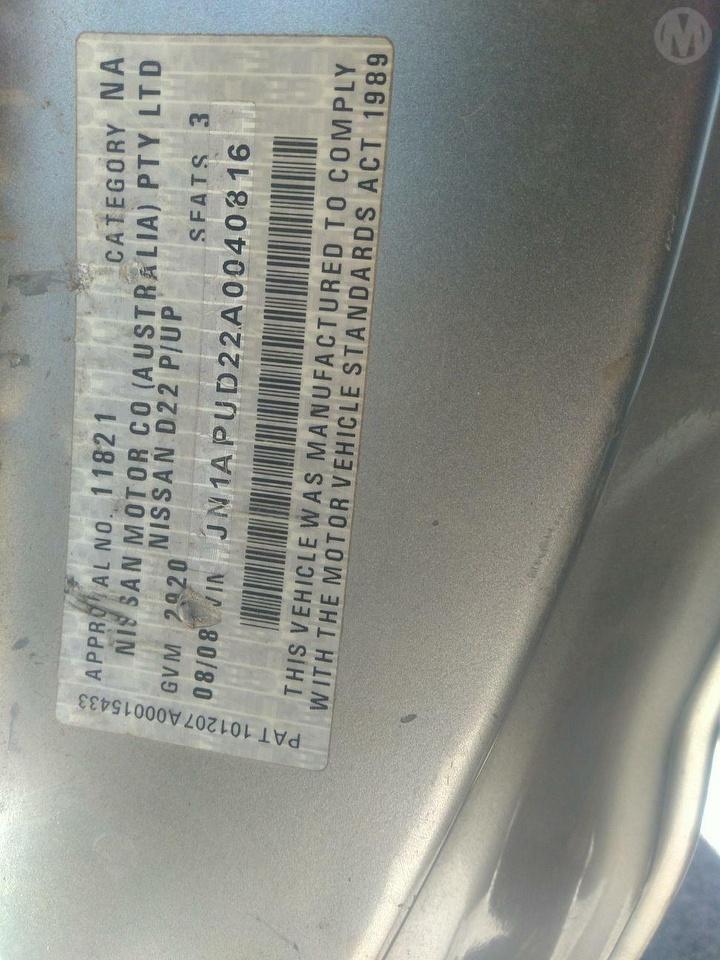 APPROVAL NO. 11821 CATEGORY NA
NISSAN MOTOR CO (AUSTRALIA) PTY LTD
NISSAN D22 P/UP
GVM 2920 SEATS 3
08/08 VIN JN1APUD22A0040816
THIS VEHICLE WAS MANUFACTURED TO COMPLY
WITH THE MOTOR VEHICLE STANDARDS ACT 1989
PAT 101207A00015433
M